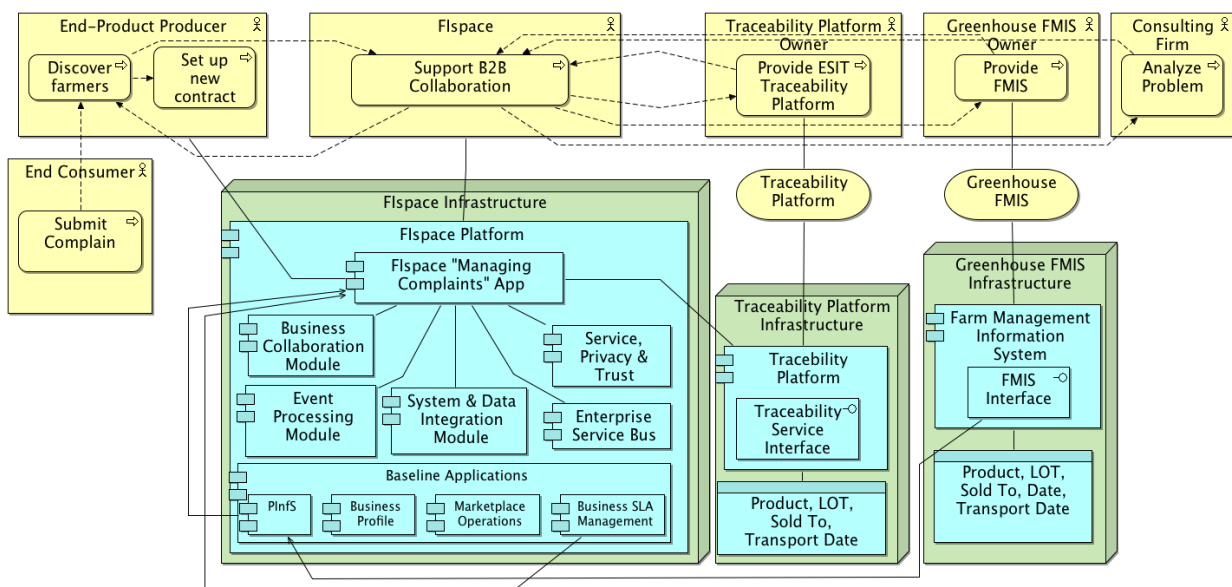 End-Product Producer
Discover
farmers
Set up
new
contract
FIspace
Support B2B
Collaboration
Traceability Platform
Owner
Provide ESIT
Traceability
Platform
Greenhouse FMIS
Owner
Provide
FMIS
Consulting
Firm
Analyze
Problem
End Consumer
Submit
Complain
Traceability
Platform
Greenhouse
FMIS
FIspace Infrastructure
FIspace Platform
FIspace "Managing
Complaints" App
Business
Collaboration
Module
Service,
Privacy &
Trust
Event
Processing
Module
System & Data
Integration
Module
Enterprise
Service Bus
Baseline Applications
PInfS
Business
Profile
Marketplace
Operations
Business SLA
Management
Traceability Platform
Infrastructure
Tracebility
Platform
Traceability
Service
Interface
Product, LOT,
Sold To,
Transport Date
Greenhouse FMIS
Infrastructure
Farm Management
Information
System
FMIS
Interface
Product, LOT,
Sold To, Date,
Transport Date